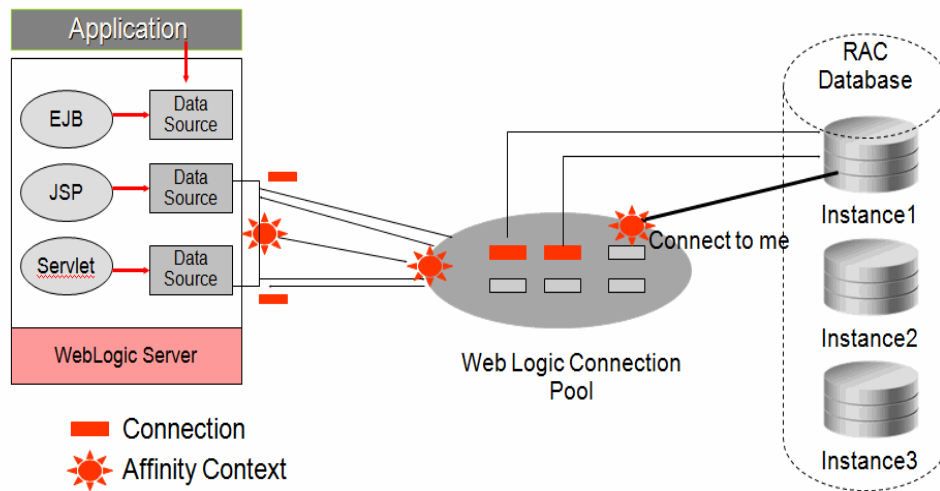 Application
EJB
Data
Source
JSP
Data
Source
Servlet
Data
Source
WebLogic Server
Connect to me
Web Logic Connection
Pool
RAC
Database
Instance1
Instance2
Instance3
Connection
Affinity Context